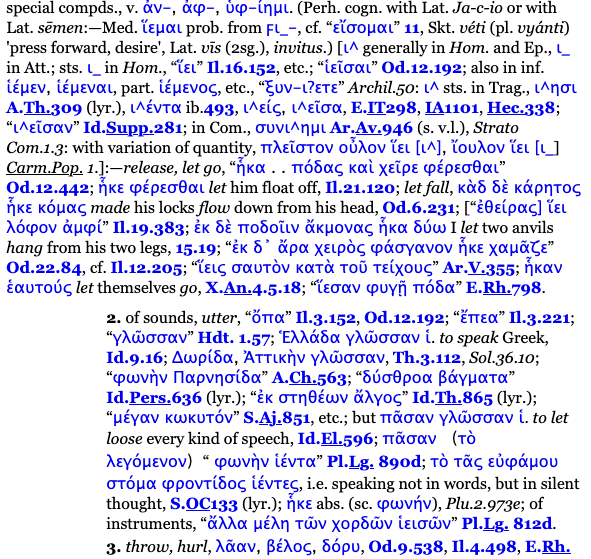 special compds., v. ἀν–, ἀφ–, ὑφ–ίημι. (Perh. cogn. with Lat. Ja-c-io or with
Lat. sēmen:—Med. ἵεμαι prob. from ϝι_–, cf. “εἴσομαι” 11, Skt. véti (pl. vyánti)
'press forward, desire', Lat. vīs (2sg.), invitus.) [ι^ generally in Hom. and Ep., ι_
in Att.; sts. ι_ in Hom., “ἵει” Il.16.152, etc.; “ἱεῖσαι” Od.12.192; also in inf.
ἱέμεν, ἱέμεναι, part. ἱέμενος, etc., “ξυν–ι?ετε” Archil.50: ι^ sts. in Trag., ι^ησι
A.Th.309 (lyr.), ι^έντα ib.493, ι^είς, ι^εῖσα, E.IT298, IA1101, Hec.338;
“ι^εῖσαν” Id.Supp.281; in Com., συνι^ημι Ar.Av.946 (s. v.l.), Strato
Com.1.3: with variation of quantity, πλεῖστον οὖλον ἵει [ι^], ἴουλον ἵει [ι_]
Carm.Pop. 1.]:—release, let go, “ἧκα . . πόδας καὶ χεῖρε φέρεσθαι”
Od.12.442; ἧκε φέρεσθαι let him float off, Il.21.120; let fall, κὰδ δὲ κάρητος
ἧκε κόμας made his locks flow down from his head, Od.6.231; [“ἐθείρας] ἵει
λόφον ἀμφί” Il.19.383; ἐκ δὲ ποδοῖιν ἄκμονας ἧκα δύω I let two anvils
hang from his two legs, 15.19; “ἐκ δ᾽ ἄρα χειρὸς φάσγανον ἧκε χαμᾶζε”
Od.22.84, cf. Il.12.205; “ἵεις σαυτὸν κατὰ τοῦ τείχους” Ar.V.355; ἧκαν
ἑαυτούς let themselves go, X.An.4.5.18; “ἵεσαν φυγῇ πόδα” E.Rh.798.
2. of sounds, utter, “ὄπα” Il.3.152, Od.12.192; “ἔπεα” Il.3.221;
“γλῶσσαν” Hdt. 1.57; Ἑλλάδα γλῶσσαν ἱ. to speak Greek,
Id.9.16; Δωρίδα, Ἀττικὴν γλῶσσαν, Th.3.112, Sol.36.10;
“φωνὴν Παρνησίδα” A.Ch.563; “δύσθροα βάγματα”
Id.Pers.636 (lyr.); “ἐκ στηθέων ἄλγος” Id.Th.865 (lyr.);
“μέγαν κωκυτόν” S.Aj.851, etc.; but πᾶσαν γλῶσσαν ἱ. to let
loose every kind of speech, Id.El.596; πᾶσαν (τὸ
λεγόμενον) “ φωνὴν ἱέντα” Pl.Lg. 890d; τὸ τᾶς εὐφάμου
στόμα φροντίδος ἱέντες, i.e. speaking not in words, but in silent
thought, S.OC133 (lyr.); ἧκε abs. (sc. φωνήν), Plu.2.973e; of
instruments, “ἄλλα μέλη τῶν χορδῶν ἱεισῶν” Pl.Lg. 812d.
3. throw, hurl, λᾶαν, βέλος, δόρυ, Od.9.538, Il.4.498, E.Rh.